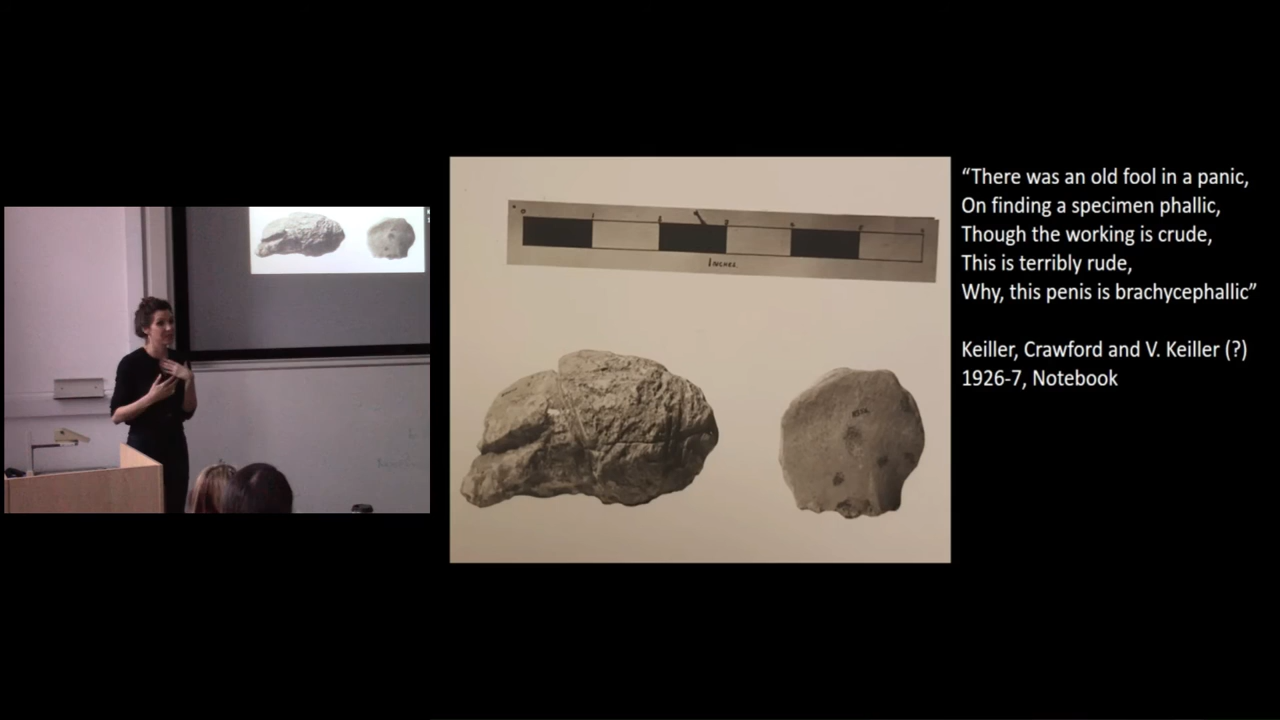 INCHES.
“There was an old fool in a panic,
On finding a specimen phallic,
Though the working is crude,
This is terribly rude,
Why, this penis is brachycephallic”
Keiller, Crawford and V. Keiller (?)
1926-7, Notebook